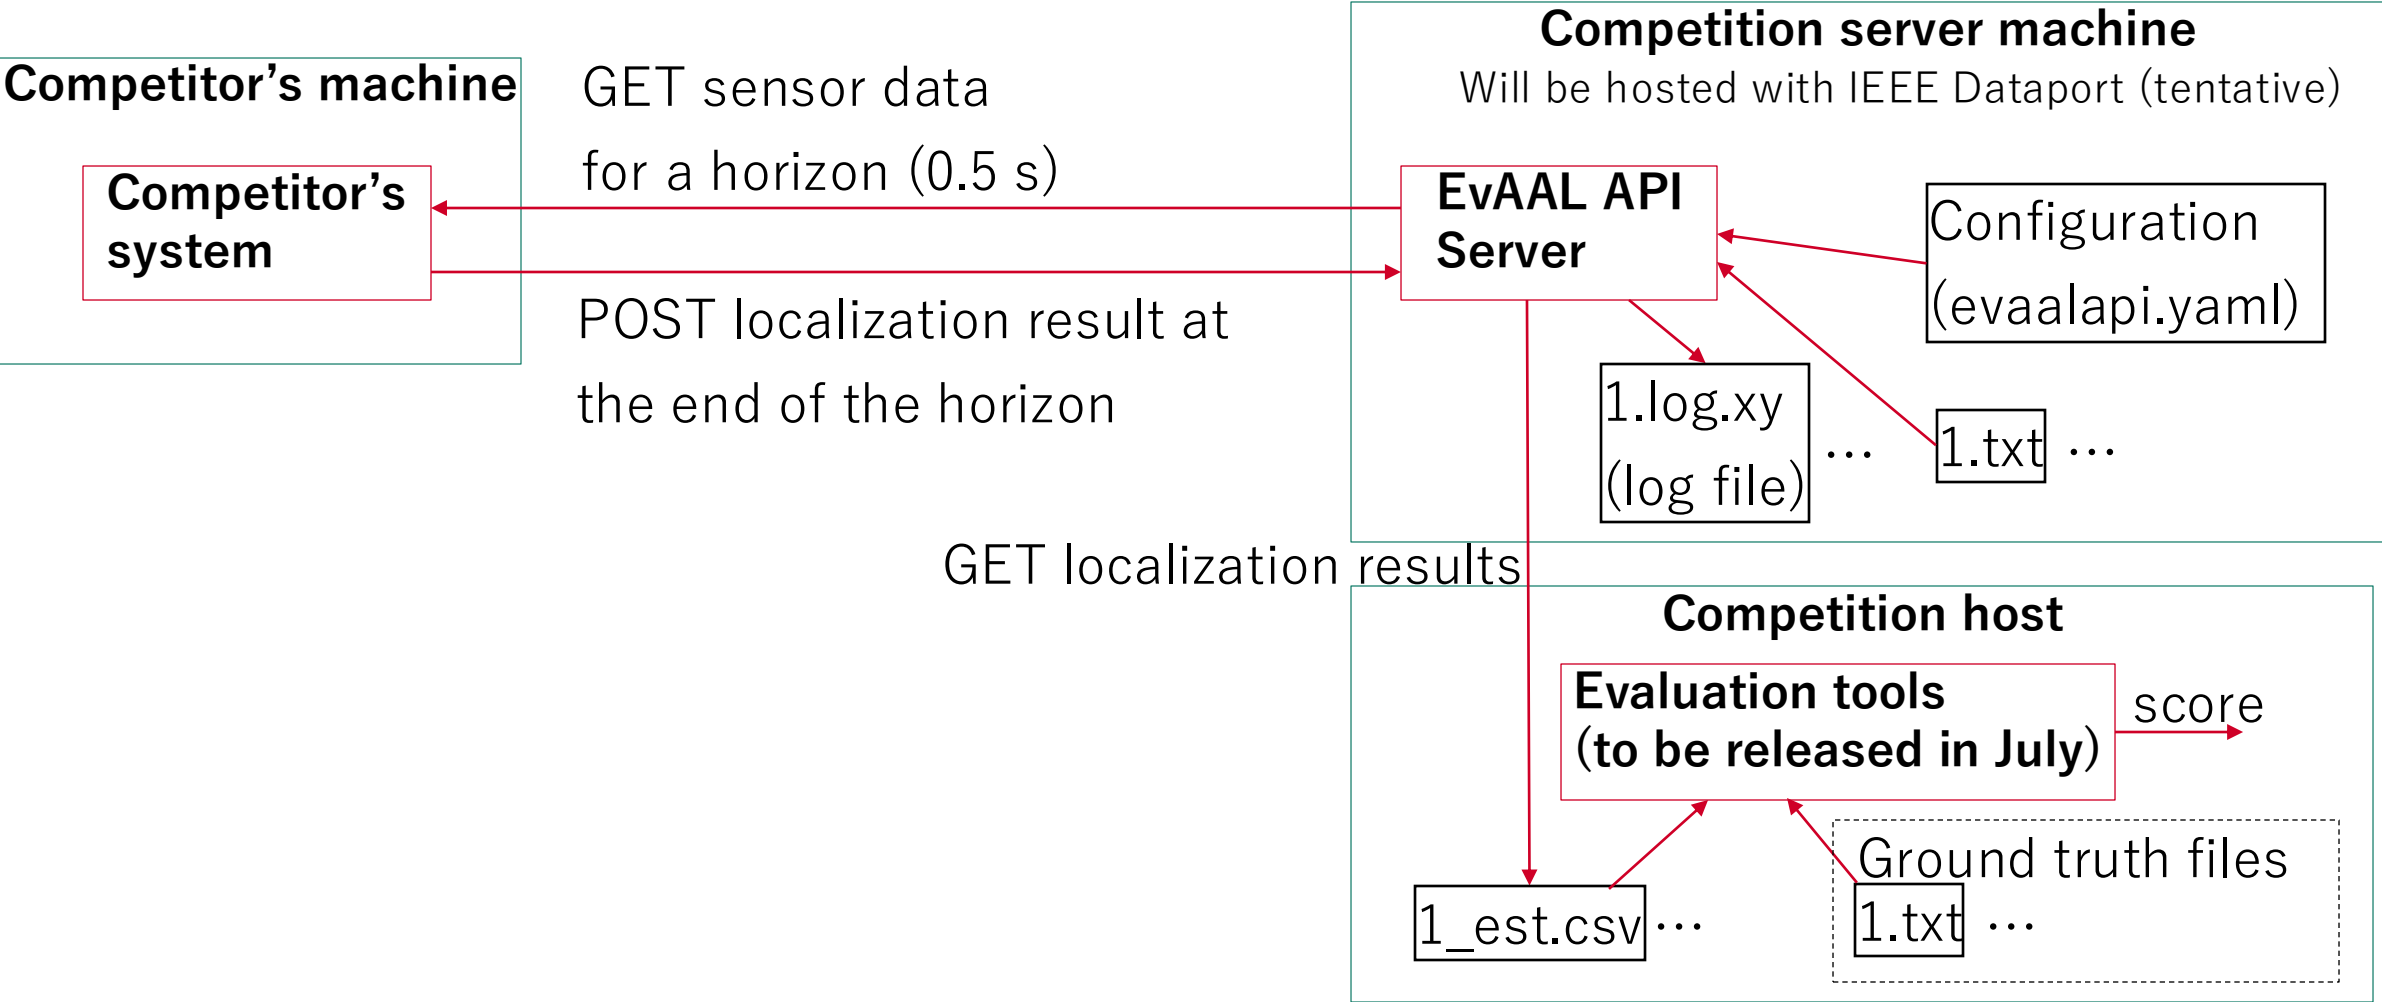 Competitor’s machine
Competitor’s
system
GET sensor data
for a horizon (0.5 s)
POST localization result at
the end of the horizon
Competition server machine
Will be hosted with IEEE Dataport (tentative)
EvAAL API
Server
Configuration
(evaalapi.yaml)
1.log.xy
(log file)
…
1.txt …
GET localization results
Competition host
Evaluation tools
(to be released in July)
score
Ground truth files
1_est.csv …
1.txt …